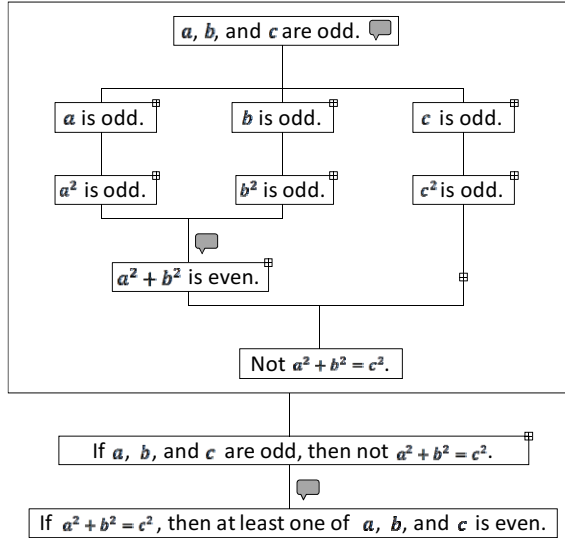 a, b, and c are odd.
a is odd.
b is odd.
c is odd.
a² is odd.
b² is odd.
c² is odd.
a² + b² is even.
Not a² + b² = c².
If a, b, and c are odd, then not a² + b² = c².
If a² + b² = c², then at least one of a, b, and c is even.